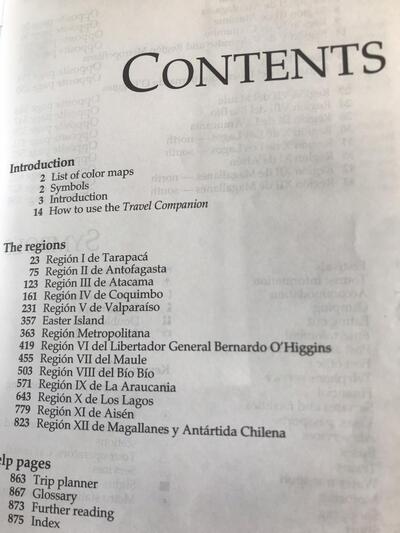 CONTENTS
Introduction
2 List of color maps
2 Symbols
3 Introduction
14 How to use the Travel Companion
The regions
23 Región I de Tarapacá
75 Región II de Antofagasta
123 Región III de Atacama
161 Región IV de Coquimbo
231 Región V de Valparaíso
357 Easter Island
363 Región Metropolitana
419 Región VI del Libertador General Bernardo O'Higgins
455 Región VII del Maule
503 Región VIII del Bío Bío
571 Región IX de La Araucania
643 Región X de Los Lagos
779 Región XI de Aisén
823 Región XII de Magallanes y Antártida Chilena
elp pages
863 Trip planner
867 Glossary
873 Further reading
875 Index